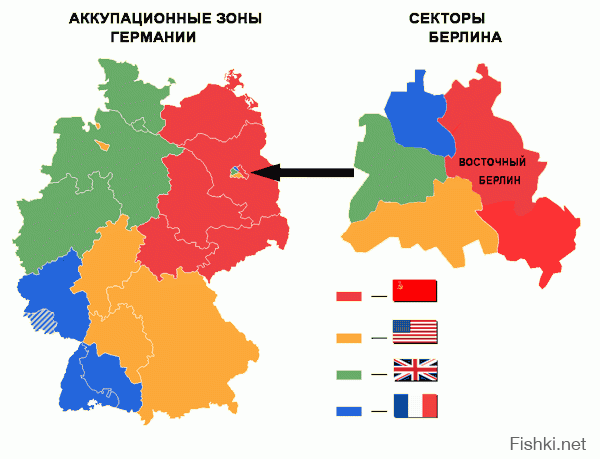 АККУПАЦИОННЫЕ ЗОНЫ
ГЕРМАНИИ
СЕКТОРЫ
БЕРЛИНА
ВОСТОЧНЫЙ
БЕРЛИН
Fishki.net